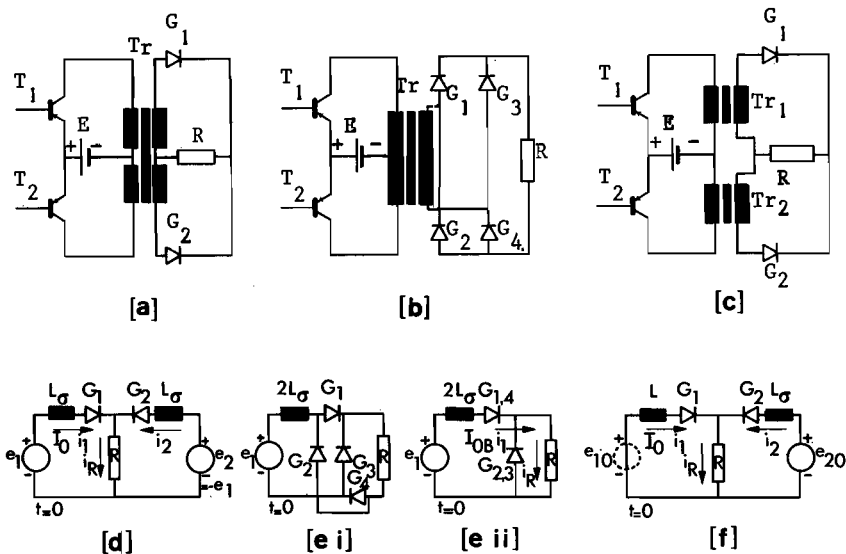 G1
Tr
T1
E
R
+ -
T2
G2
[a]
T1
Tr
G1
G3
E
+ -
R
T2
G2
G4
[b]
G1
T1
Tr1
E
+ -
R
T2
Tr2
G2
[c]
Lσ G1 G2 Lσ
+ I0 i1 i2 +
e1 iR R e2
- - =-e1
t=0
[d]
2Lσ G1
+
e1 G2 G3 R
- G4
t=0
[e i]
2Lσ G1,4
+ I0B i1
e1 G2,3 iR R
-
t=0
[e ii]
L G1 G2 Lσ
+ I0 i1 i2 +
e10 iR R e20
- -
t=0
[f]